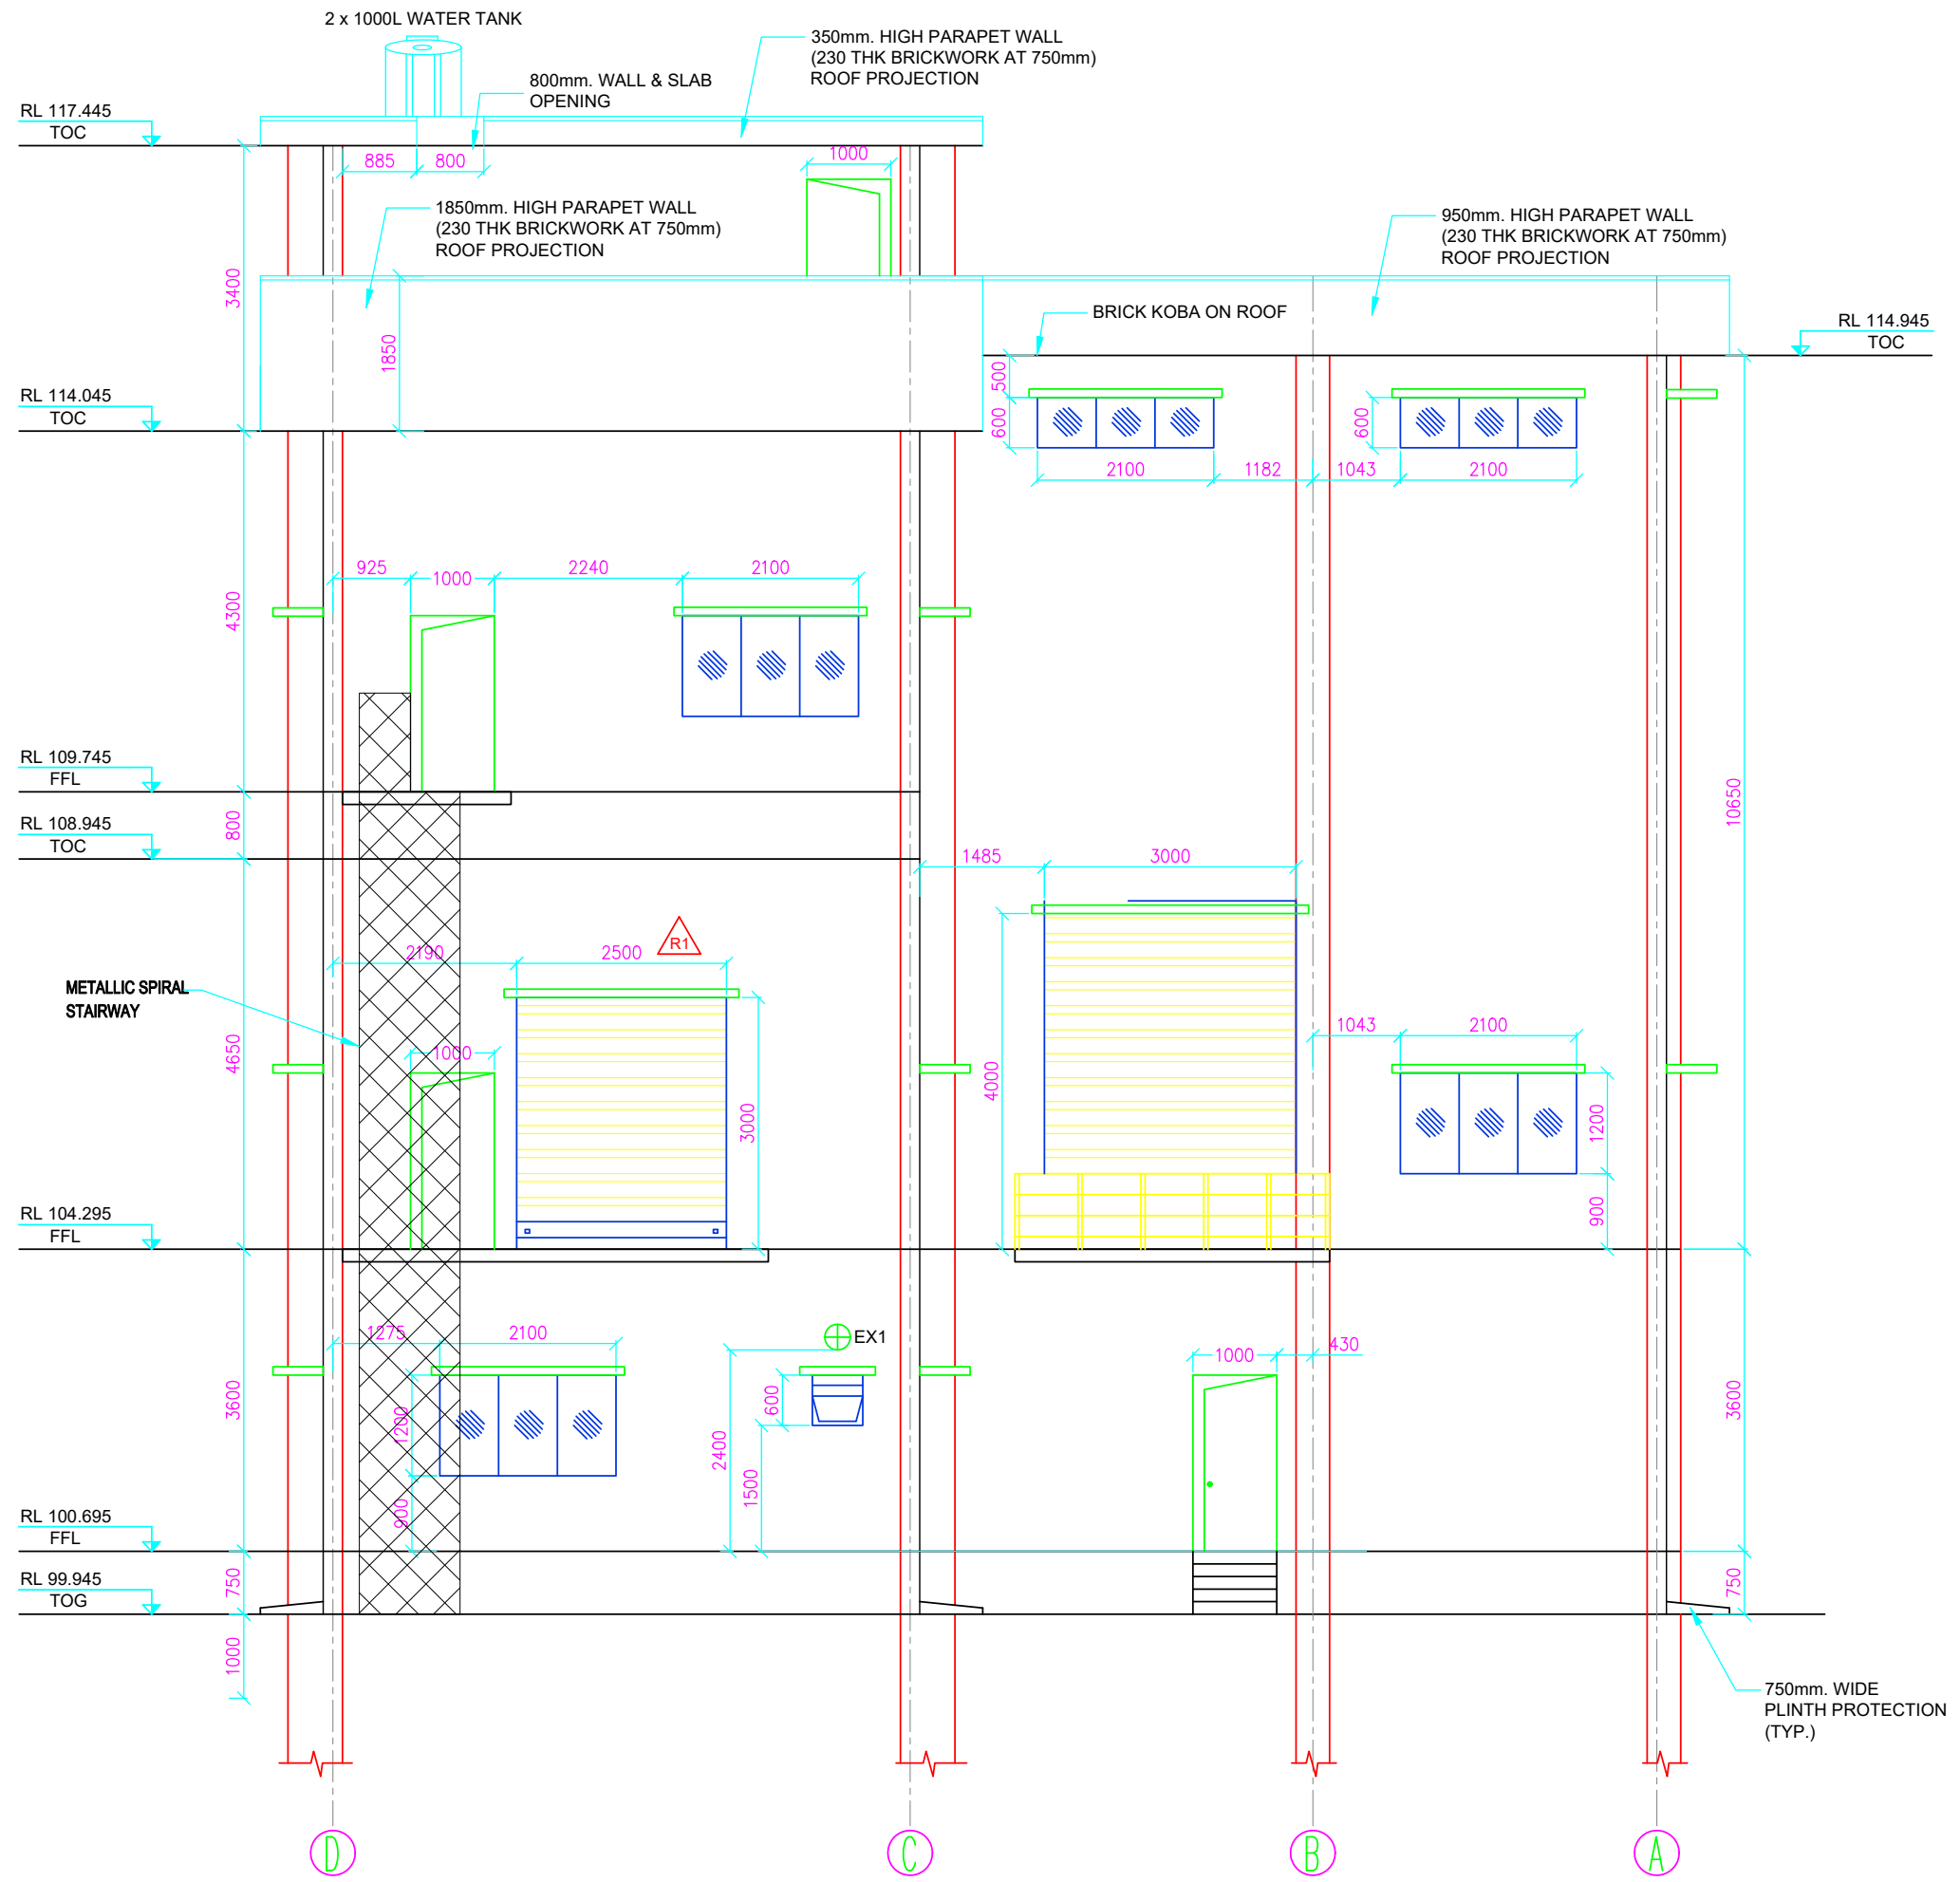 2 x 1000L WATER TANK
350mm. HIGH PARAPET WALL
(230 THK BRICKWORK AT 750mm)
ROOF PROJECTION
800mm. WALL & SLAB
OPENING
RL 117.445
TOC
885
800
1000
1850mm. HIGH PARAPET WALL
(230 THK BRICKWORK AT 750mm)
ROOF PROJECTION
950mm. HIGH PARAPET WALL
(230 THK BRICKWORK AT 750mm)
ROOF PROJECTION
3400
1850
BRICK KOBA ON ROOF
RL 114.945
TOC
RL 114.045
TOC
500
600
600
2100
1182
1043
2100
925
1000
2240
2100
4300
RL 109.745
FFL
800
RL 108.945
TOC
10650
1485
3000
R1
2190
2500
METALLIC SPIRAL
STAIRWAY
4650
1000
3000
4000
1043
2100
1200
900
RL 104.295
FFL
1275
2100
EX1
1000
430
3600
1200
900
600
2400
1500
3600
RL 100.695
FFL
750
750
RL 99.945
TOG
1000
750mm. WIDE
PLINTH PROTECTION
(TYP.)
D
C
B
A